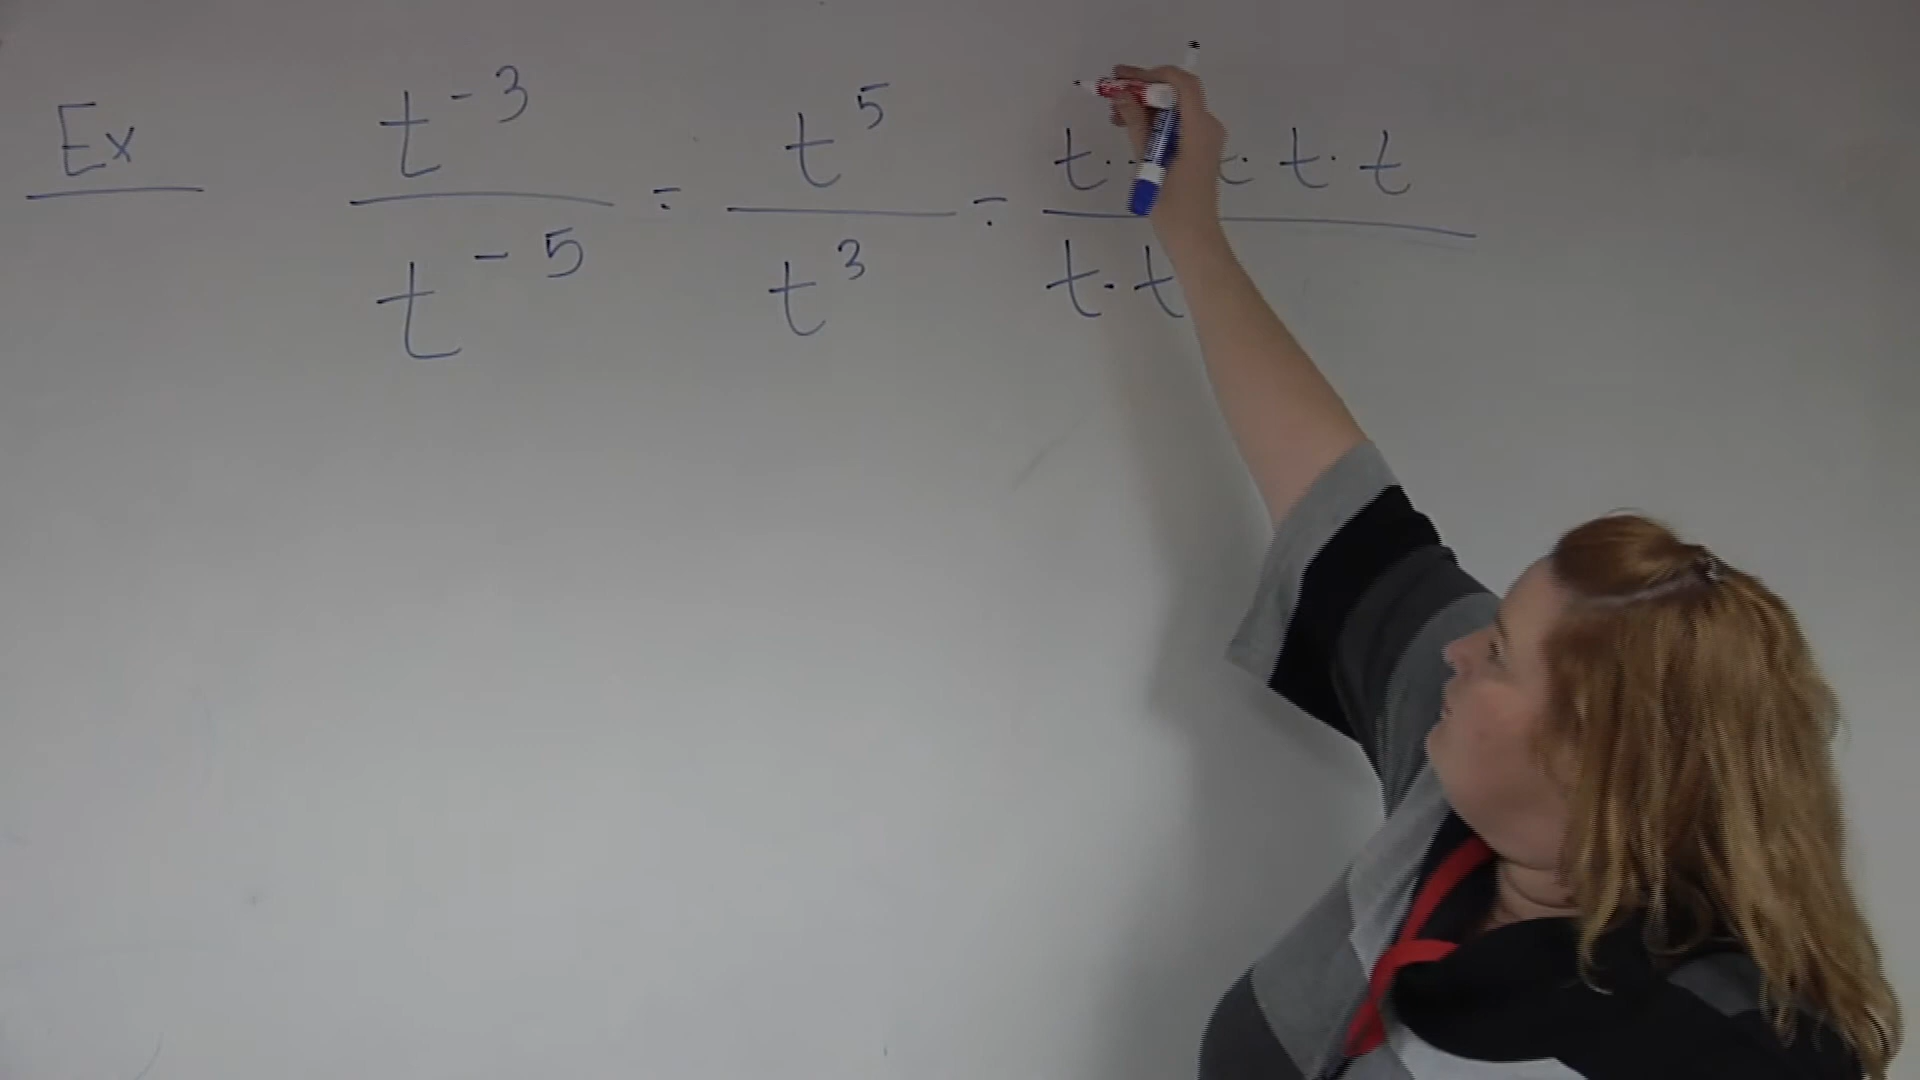 Ex t^-3 / t^-5 = t^5 / t^3 = t · t · t · t / t · t